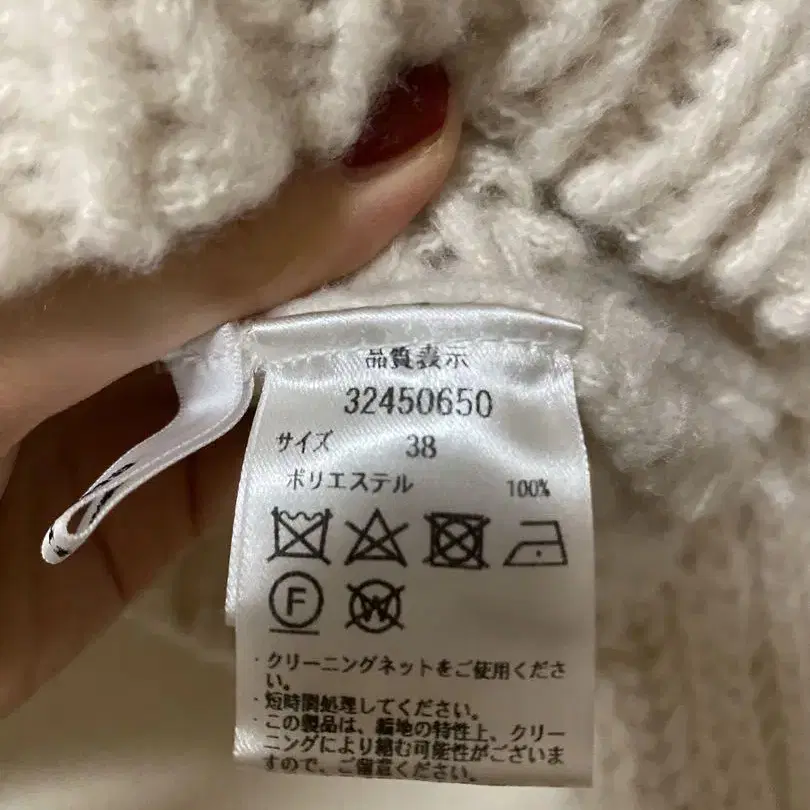 品質表示
32450650
サイズ 38
ポリエステル 100%
F W
・クリーニングネットをご使用くださ
い。
・短時間処理してください。
・この製品は、編地の特性上、クリー
ニングにより縮む可能性がございま
すので、ご留意ください。